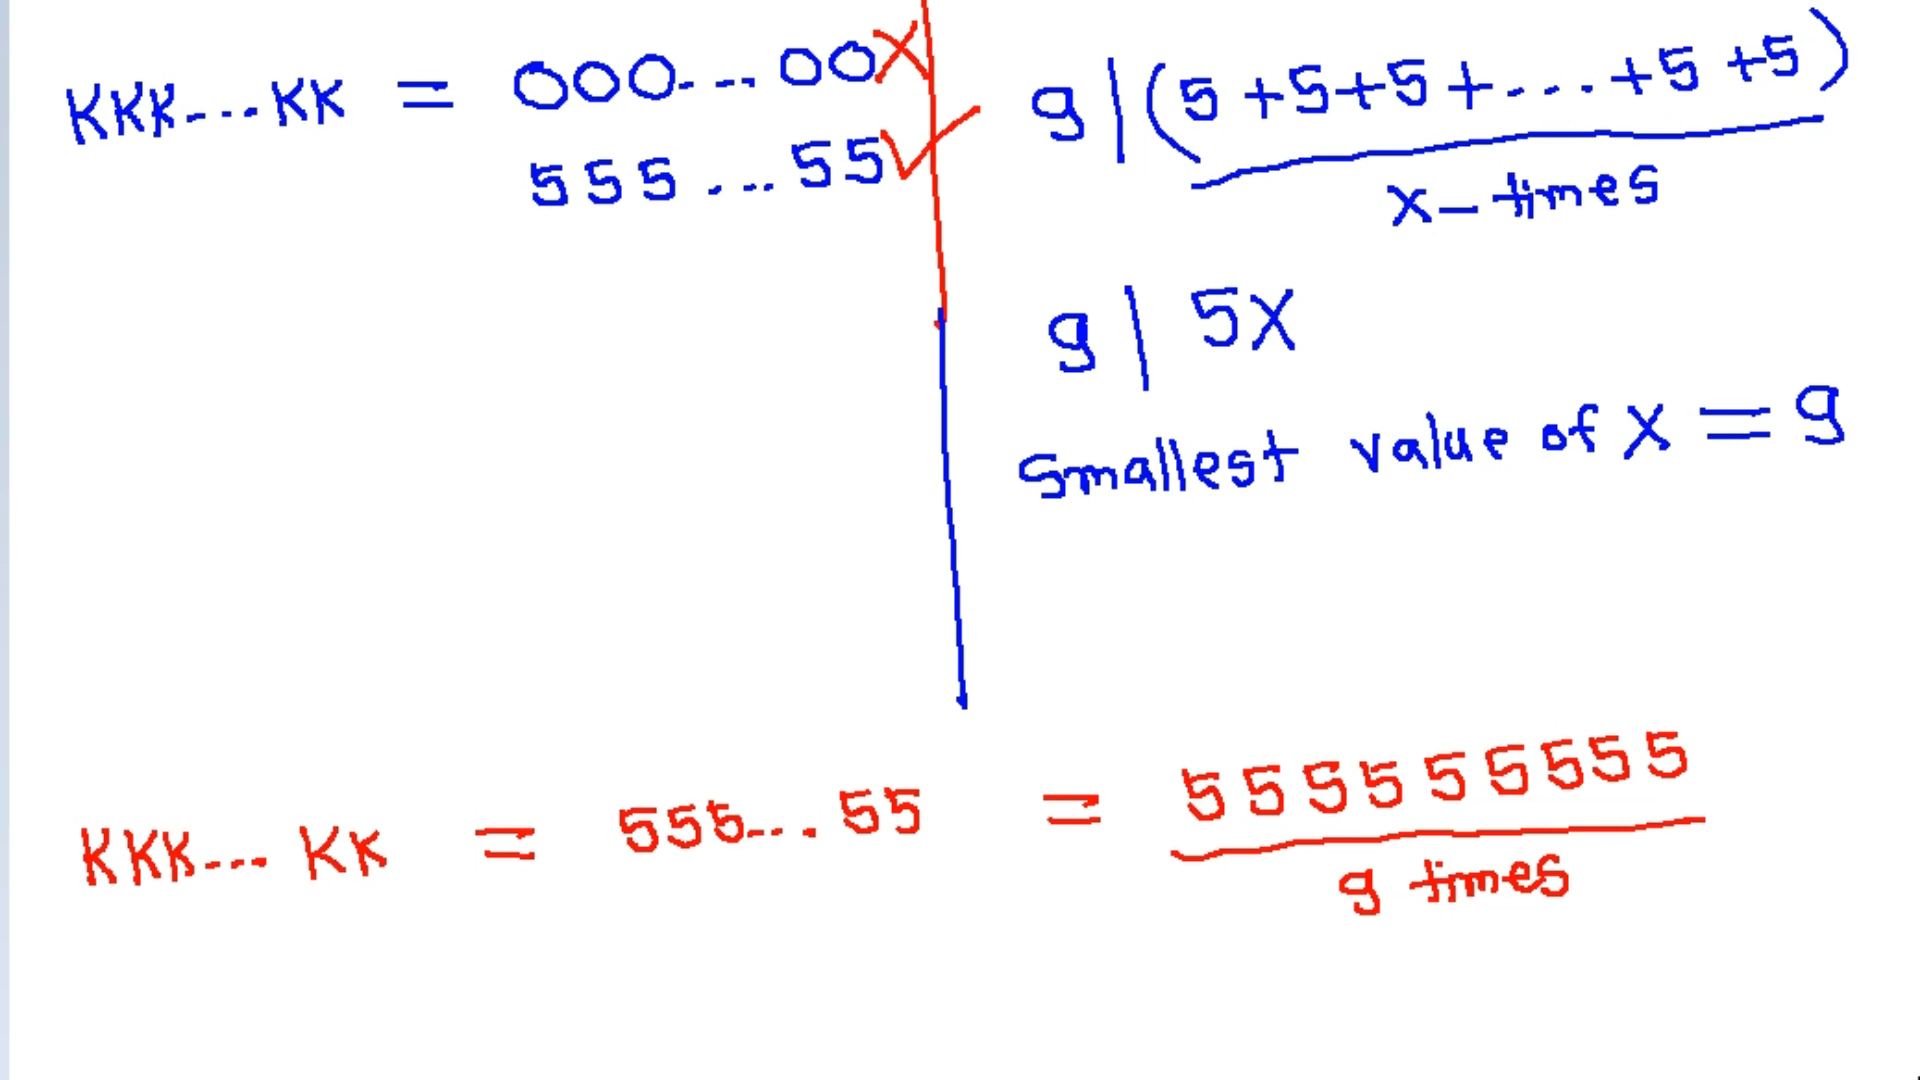 KKK...KK = 000...00X
555...55✓
9|(5+5+5+...+5+5)
x-times
9|5X
Smallest value of X = 9
KKK...KK = 555...55 = 555555555
9 times